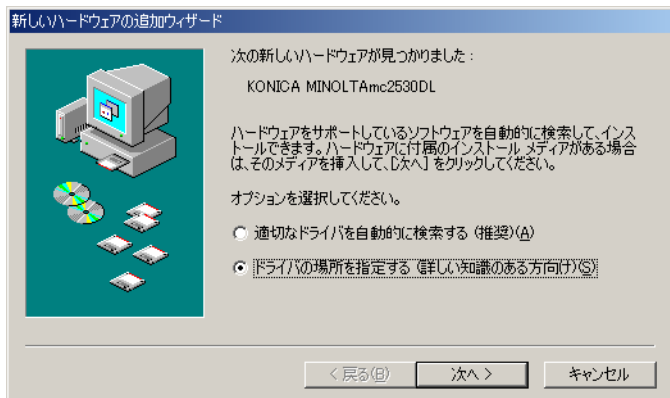 新しいハードウェアの追加ウィザード
次の新しいハードウェアが見つかりました：
KONICA MINOLTAmc2530DL
ハードウェアをサポートしているソフトウェアを自動的に検索して、インス
トールできます。ハードウェアに付属のインストール メディアがある場合
は、そのメディアを挿入して、[次へ] をクリックしてください。
オプションを選択してください。
適切なドライバを自動的に検索する (推奨)(A)
ドライバの場所を指定する (詳しい知識のある方向け)(S)
< 戻る(B)
次へ >
キャンセル